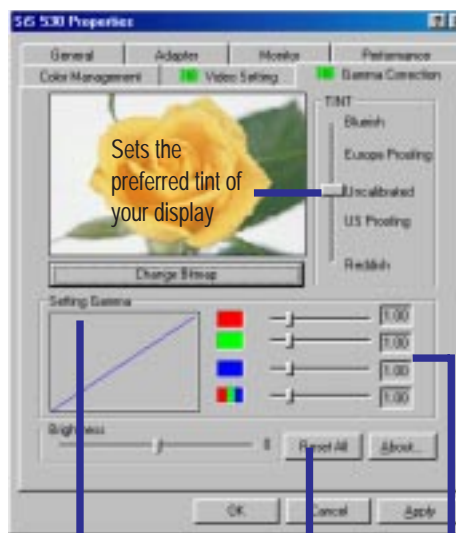 SiS 530 Properties
General Adapter Monitor Performance
Color Management Video Setting Gamma Correction
TINT
Blueish
Europe Proofing
Uncalibrated
US Proofing
Reddish
Sets the
preferred tint of
your display
Change Bitmap
Setting Gamma
1.00
1.00
1.00
1.00
Brightness 0 Reset All About...
OK Cancel Apply